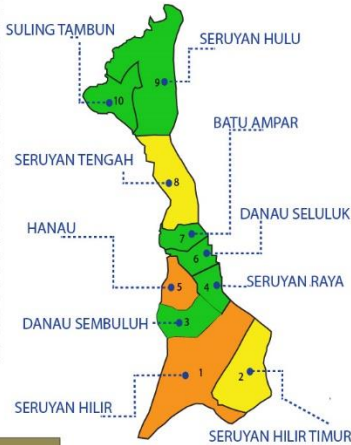 SULING TAMBUN
SERUYAN HULU
9
10
BATU AMPAR
SERUYAN TENGAH
8
DANAU SELULUK
HANAU
7
6
SERUYAN RAYA
5
4
DANAU SEMBULUH
3
1
2
SERUYAN HILIR
SERUYAN HILIR TIMUR